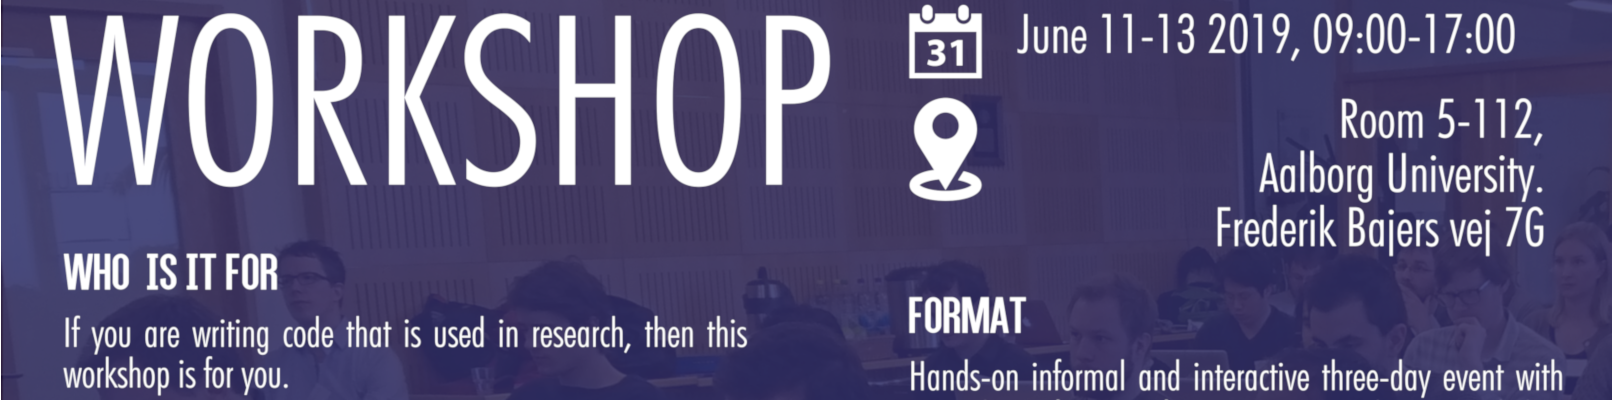 WORKSHOP
31
June 11-13 2019, 09:00-17:00
Room 5-112,
Aalborg University.
Frederik Bajers vej 7G
WHO IS IT FOR
If you are writing code that is used in research, then this
workshop is for you.
FORMAT
Hands-on informal and interactive three-day event with